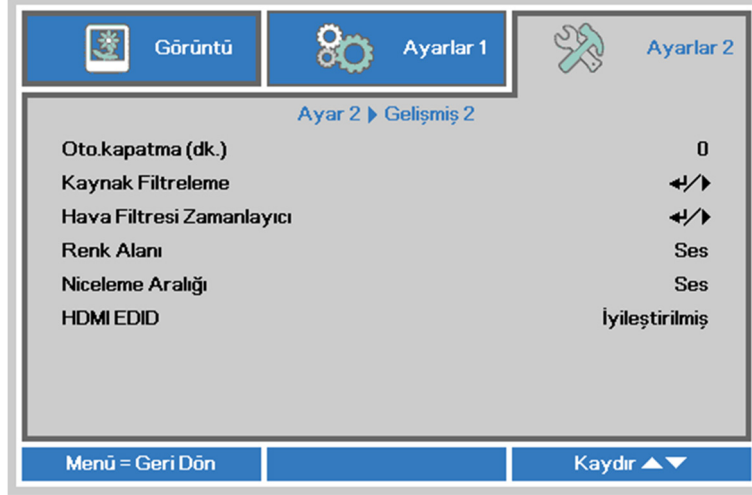 Görüntü Ayarlar 1 Ayarlar 2
Ayar 2 ▶ Gelişmiş 2
Oto.kapatma (dk.) 0
Kaynak Filtreleme ↵/▶
Hava Filtresi Zamanlayıcı ↵/▶
Renk Alanı Ses
Niceleme Aralığı Ses
HDMI EDID İyileştirilmiş
Menü = Geri Dön Kaydır ▲▼